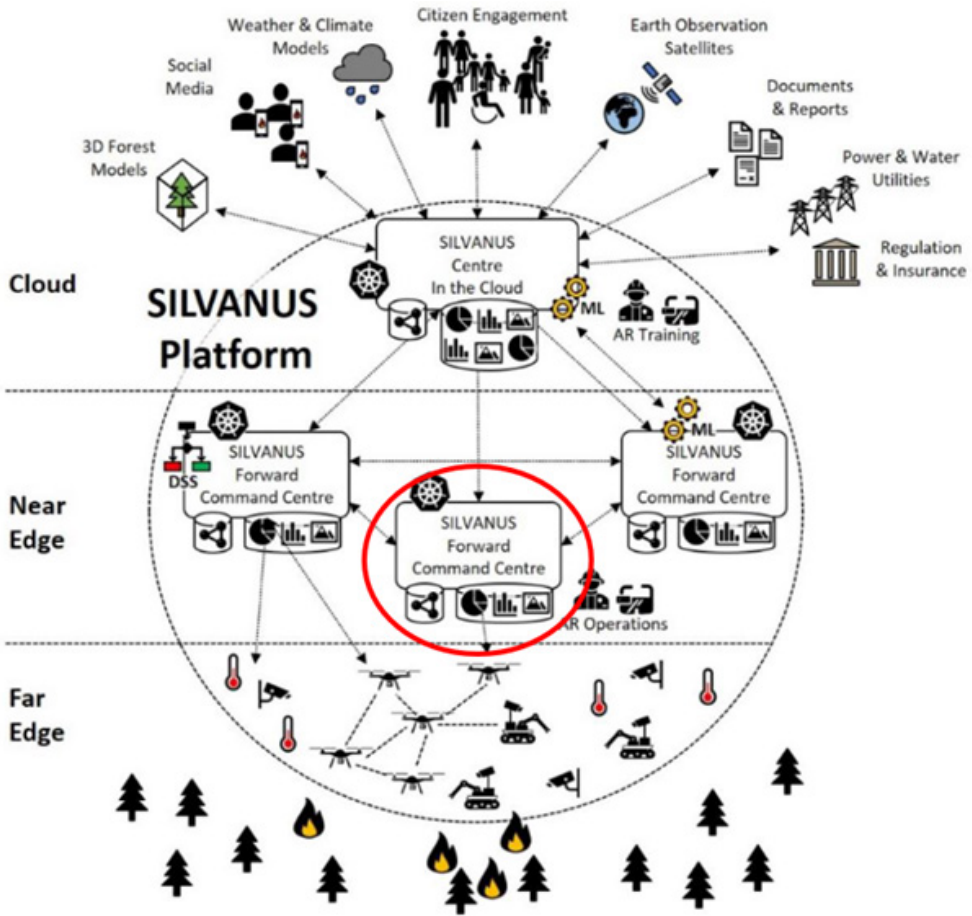 Citizen Engagement
Weather & Climate
Models
Earth Observation
Satellites
Social
Media
Documents
& Reports
3D Forest
Models
Power & Water
Utilities
Regulation
& Insurance
Cloud
SILVANUS
Platform
SILVANUS
Centre
In the Cloud
ML
AR Training
Near
Edge
DSS
SILVANUS
Forward
Command Centre
ML
SILVANUS
Forward
Command Centre
SILVANUS
Forward
Command Centre
AR Operations
Far
Edge